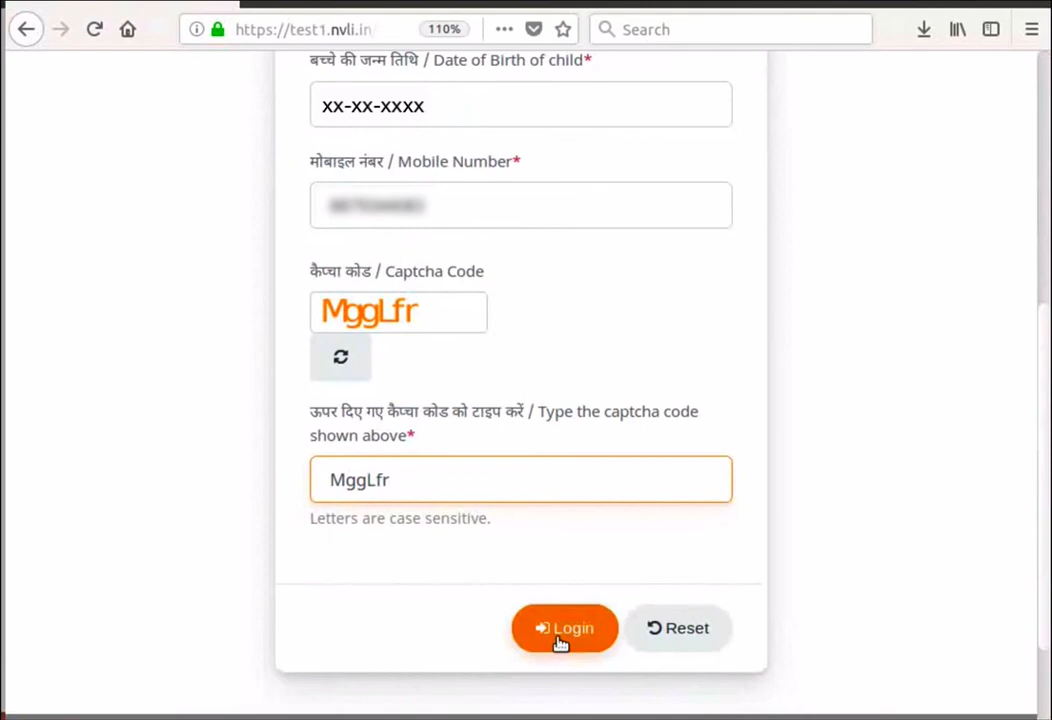 https://test1.nvli.in/
110%
Search
बच्चे की जन्म तिथि / Date of Birth of child*
xx-xx-xxxx
मोबाइल नंबर / Mobile Number*
कैप्चा कोड / Captcha Code
MggLfr
ऊपर दिए गए कैप्चा कोड को टाइप करें / Type the captcha code
shown above*
MggLfr
Letters are case sensitive.
Login
Reset